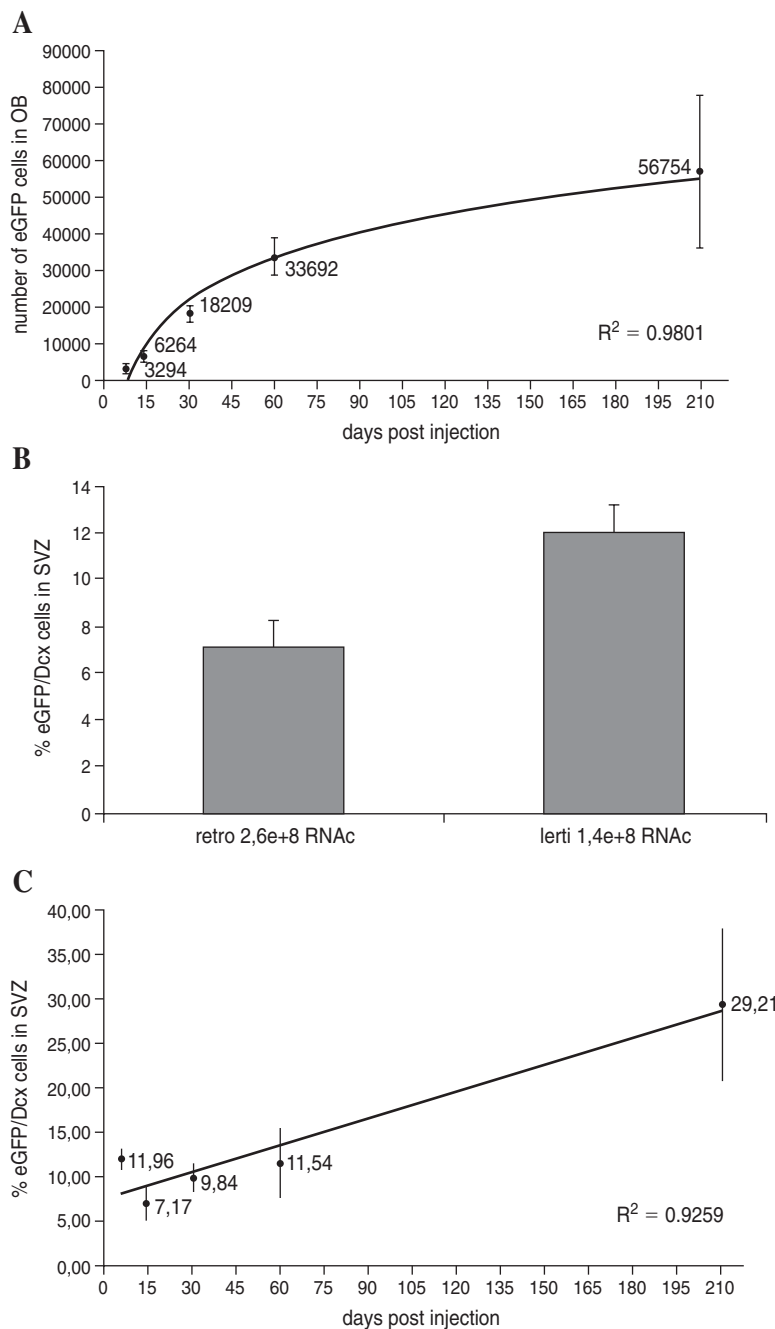 A
number of eGFP cells in OB
90000
80000
70000
60000
50000
40000
30000
20000
10000
0
3294
6264
18209
33692
56754
R² = 0.9801
0 15 30 45 60 75 90 105 120 135 150 165 180 195 210
days post injection
B
% eGFP/Dcx cells in SVZ
14
12
10
8
6
4
2
0
retro 2,6e+8 RNAc
lerti 1,4e+8 RNAc
C
% eGFP/Dcx cells in SVZ
40,00
35,00
30,00
25,00
20,00
15,00
10,00
5,00
0,00
11,96
7,17
9,84
11,54
29,21
R² = 0.9259
0 15 30 45 60 75 90 105 120 135 150 165 180 195 210
days post injection